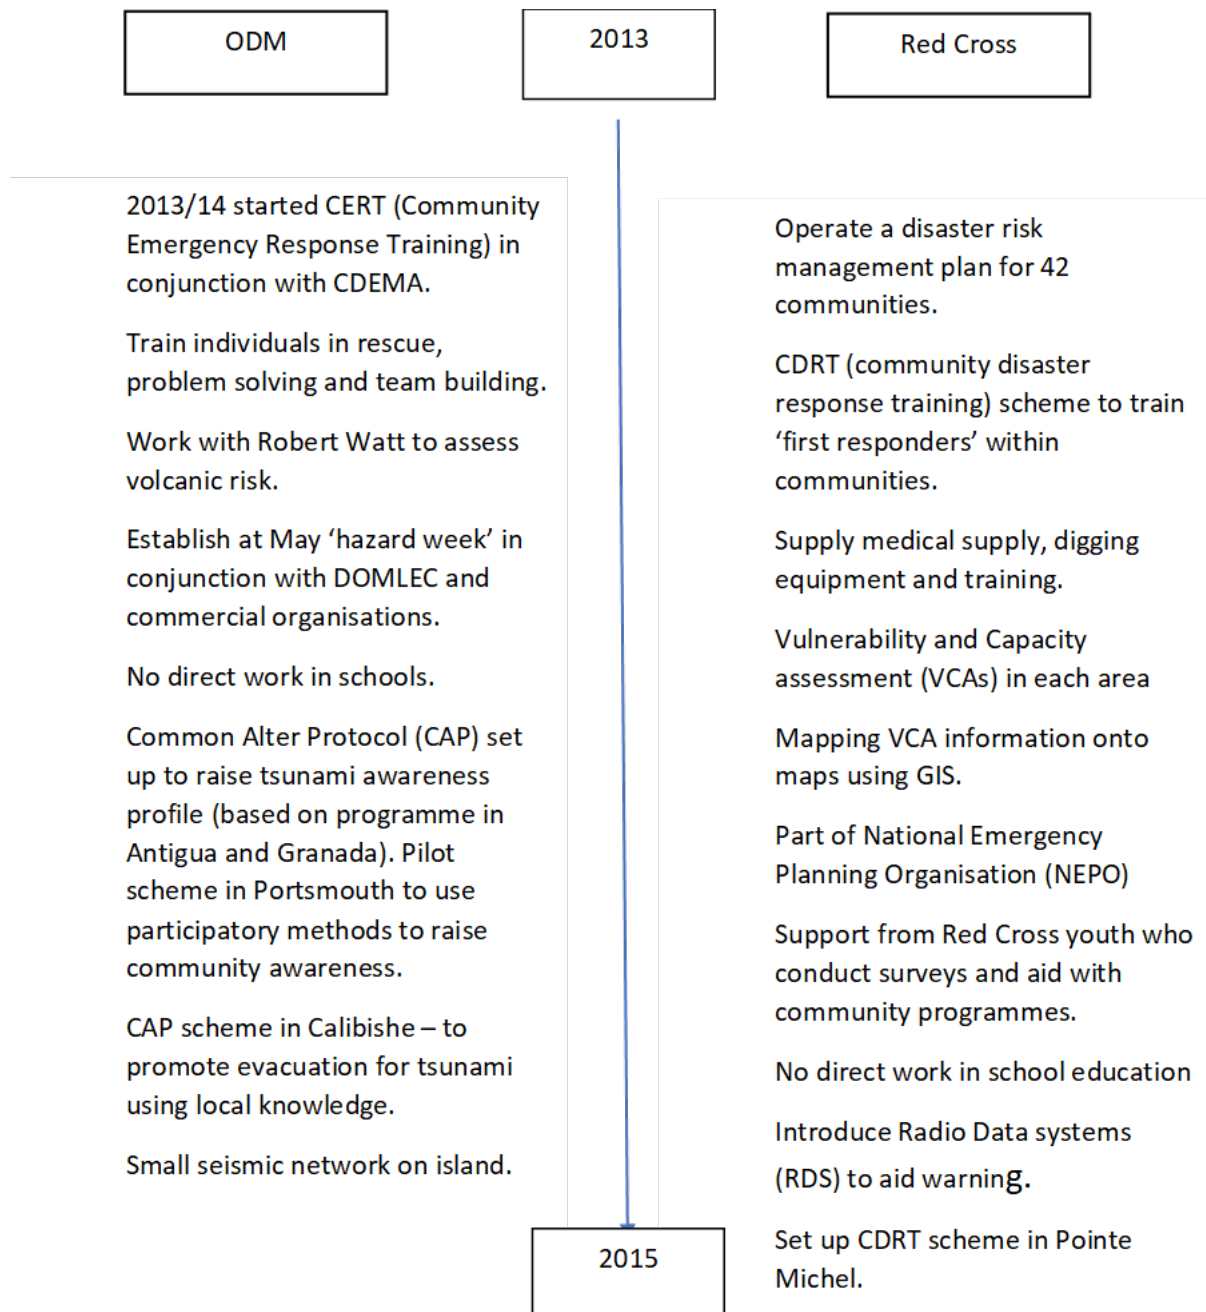 ODM
2013
Red Cross
2013/14 started CERT (Community
Emergency Response Training) in
conjunction with CDEMA.
Train individuals in rescue,
problem solving and team building.
Work with Robert Watt to assess
volcanic risk.
Establish at May ‘hazard week’ in
conjunction with DOMLEC and
commercial organisations.
No direct work in schools.
Common Alter Protocol (CAP) set
up to raise tsunami awareness
profile (based on programme in
Antigua and Granada). Pilot
scheme in Portsmouth to use
participatory methods to raise
community awareness.
CAP scheme in Calibishe – to
promote evacuation for tsunami
using local knowledge.
Small seismic network on island.
Operate a disaster risk
management plan for 42
communities.
CDRT (community disaster
response training) scheme to train
‘first responders’ within
communities.
Supply medical supply, digging
equipment and training.
Vulnerability and Capacity
assessment (VCAs) in each area
Mapping VCA information onto
maps using GIS.
Part of National Emergency
Planning Organisation (NEPO)
Support from Red Cross youth who
conduct surveys and aid with
community programmes.
No direct work in school education
Introduce Radio Data systems
(RDS) to aid warning.
Set up CDRT scheme in Pointe
Michel.
2015